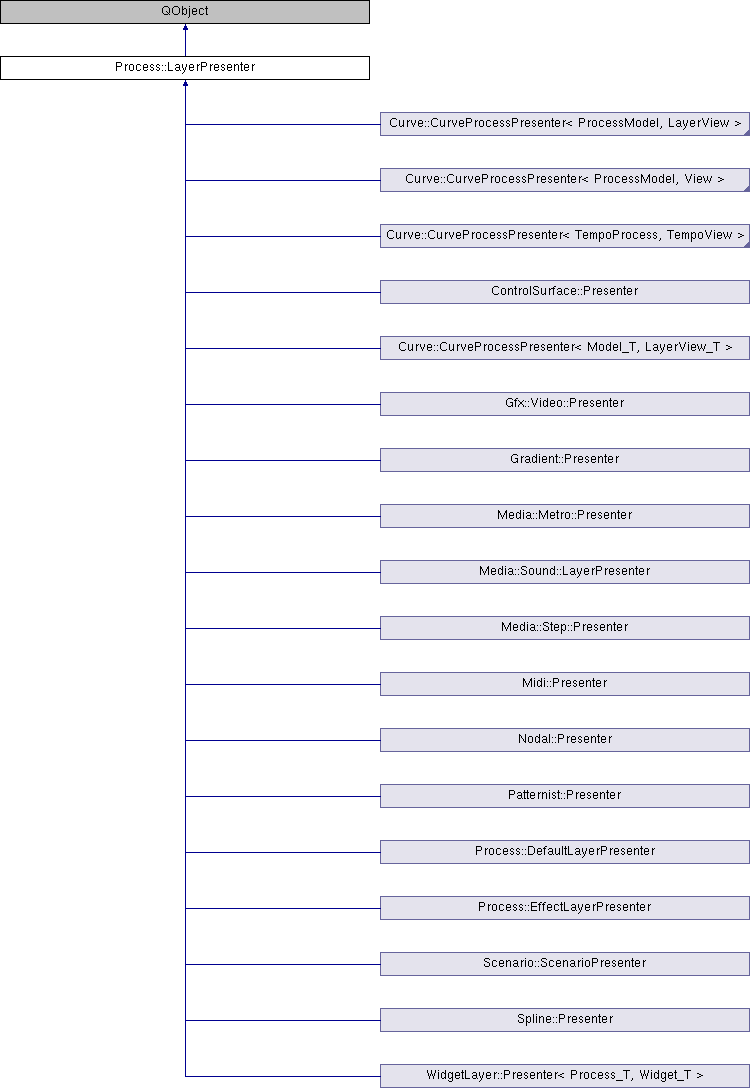 QObject
Process::LayerPresenter
Curve::CurveProcessPresenter< ProcessModel, LayerView >
Curve::CurveProcessPresenter< ProcessModel, View >
Curve::CurveProcessPresenter< TempoProcess, TempoView >
ControlSurface::Presenter
Curve::CurveProcessPresenter< Model_T, LayerView_T >
Gfx::Video::Presenter
Gradient::Presenter
Media::Metro::Presenter
Media::Sound::LayerPresenter
Media::Step::Presenter
Midi::Presenter
Nodal::Presenter
Patternist::Presenter
Process::DefaultLayerPresenter
Process::EffectLayerPresenter
Scenario::ScenarioPresenter
Spline::Presenter
WidgetLayer::Presenter< Process_T, Widget_T >